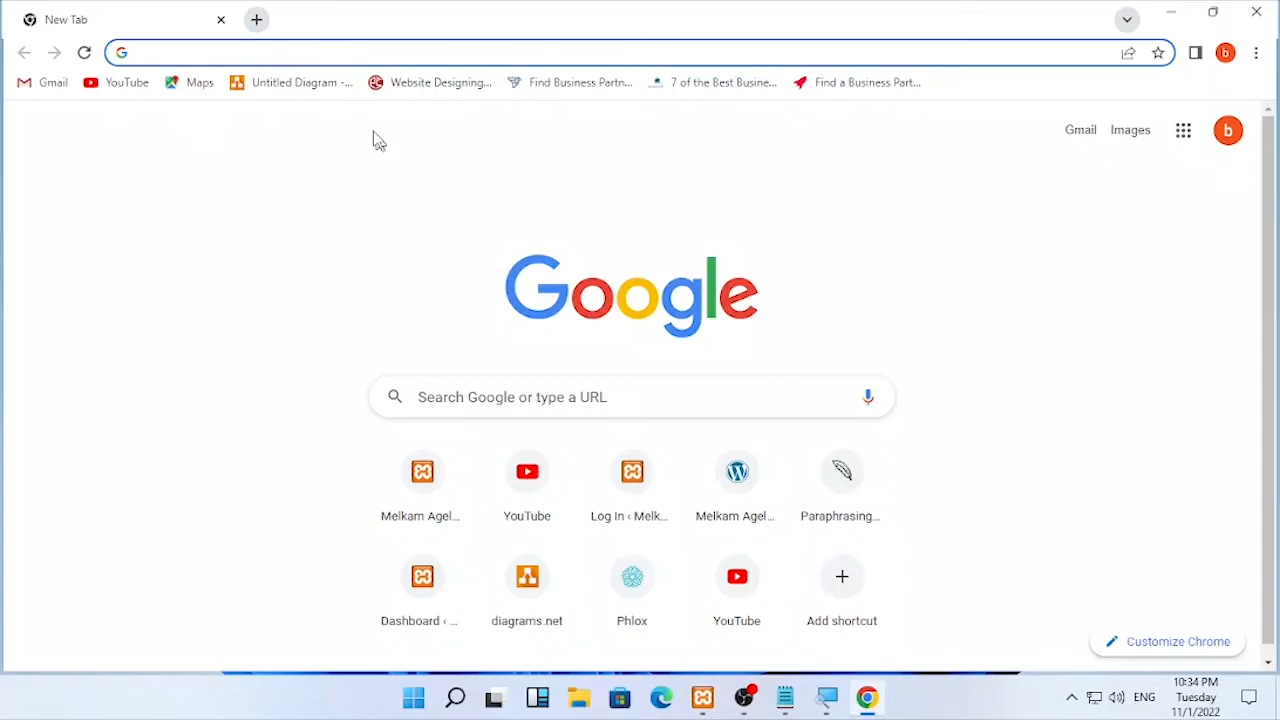 New Tab
Gmail YouTube Maps Untitled Diagram -... Website Designing,... Find Business Partn... 7 of the Best Busine... Find a Business Part...
b
Gmail Images b
Google
Search Google or type a URL
Melkam Agel... YouTube Log In ‹ Melk... Melkam Agel... Paraphrasing...
Dashboard ‹ ... diagrams.net Phlox YouTube Add shortcut
Customize Chrome
ENG
10:34 PM
Tuesday
11/1/2022